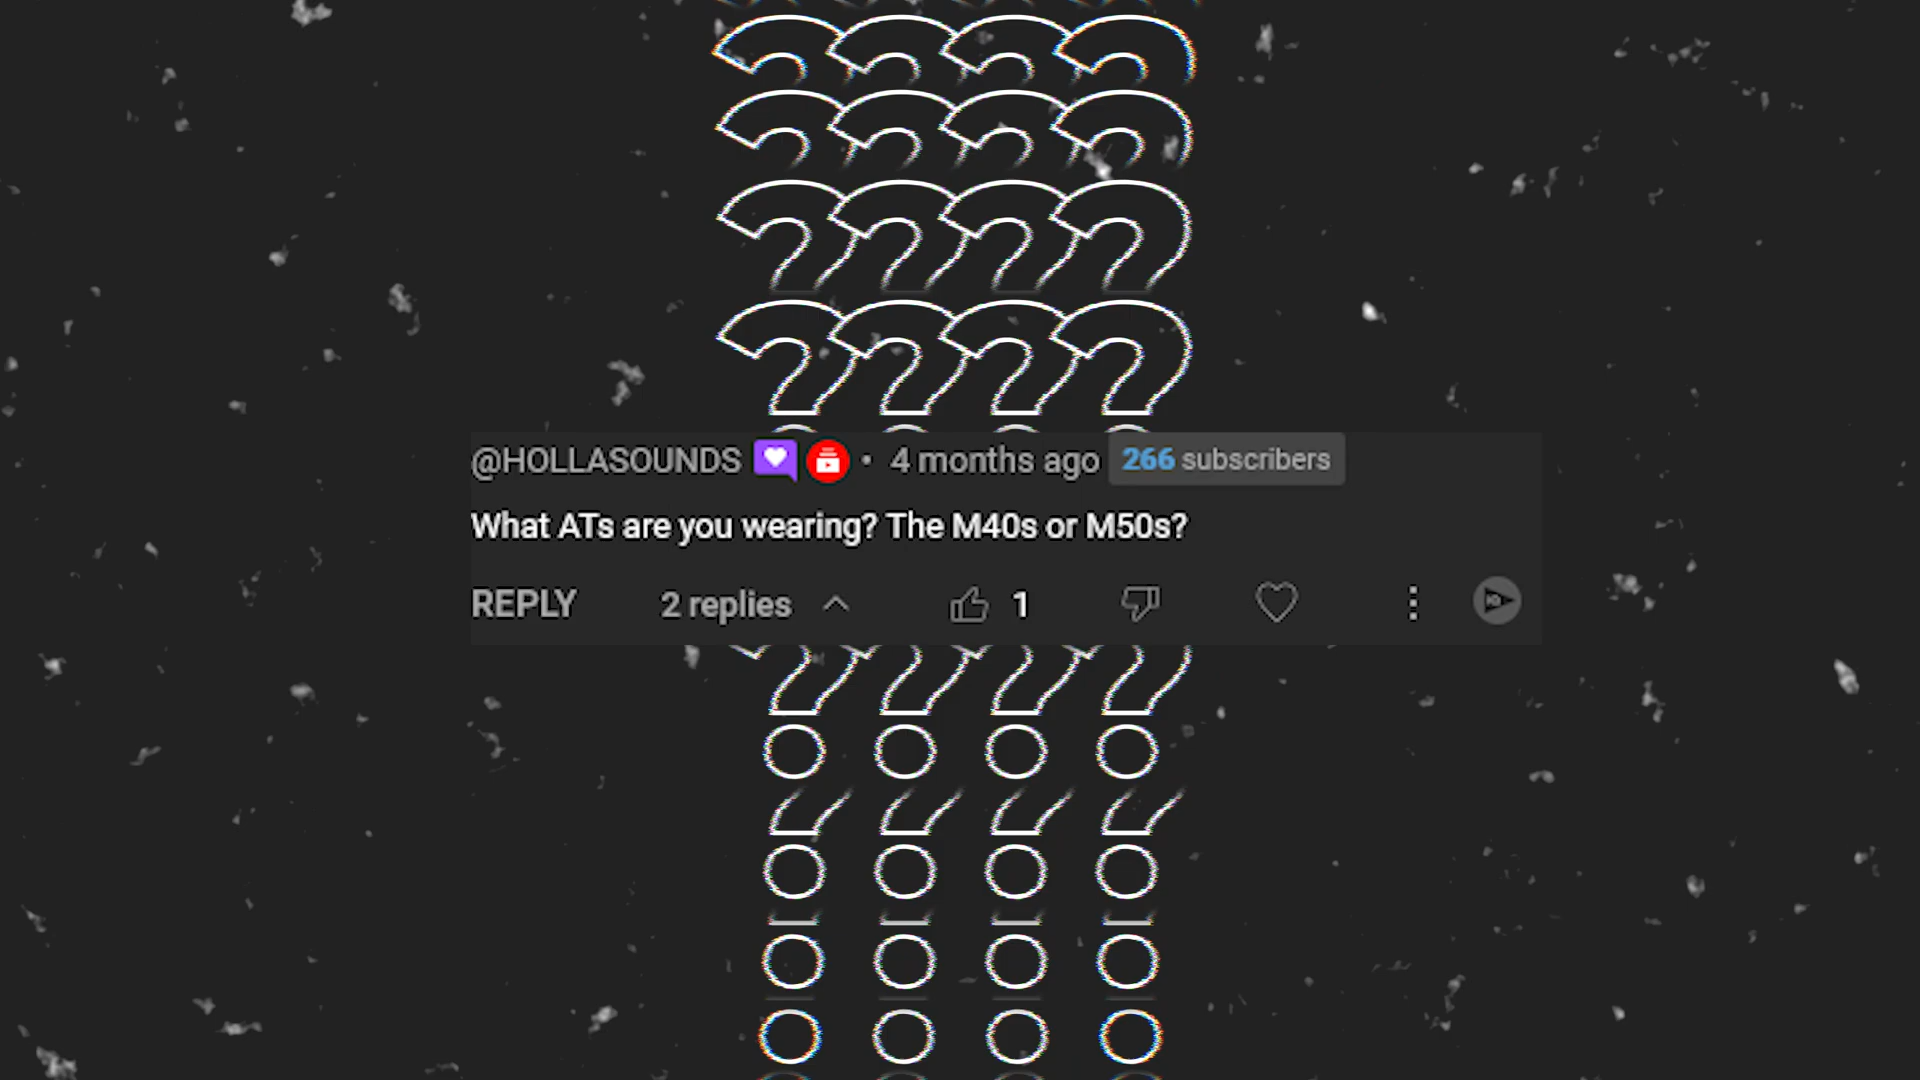 ????
????
????
????
@HOLLASOUNDS • 4 months ago 266 subscribers
What ATs are you wearing? The M40s or M50s?
REPLY 2 replies 1